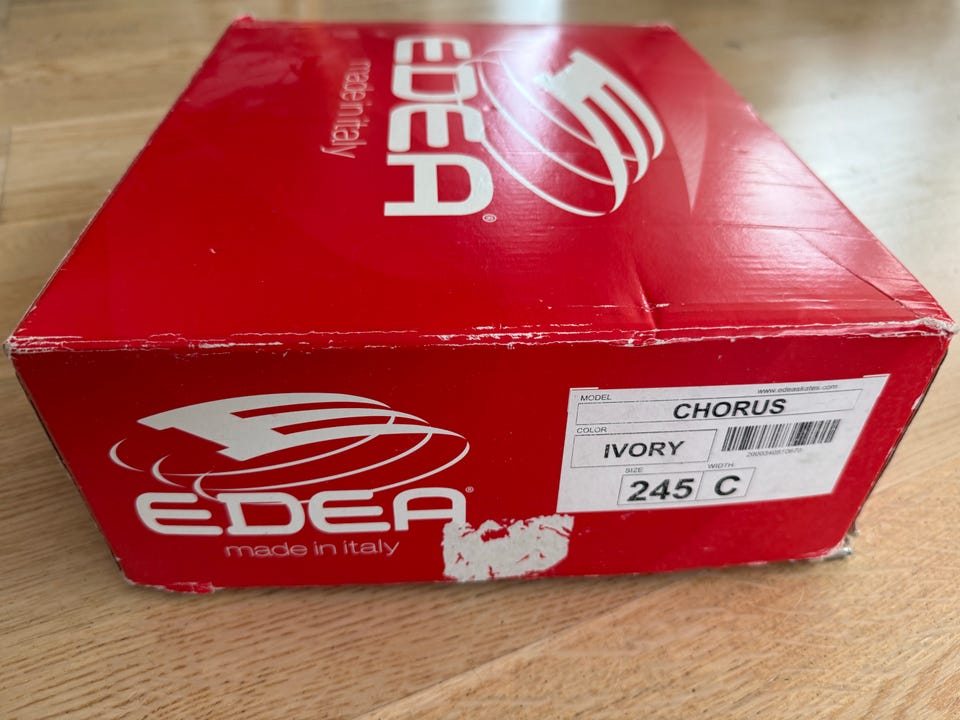 EDEA®
made in italy
EDEA®
made in italy
www.edeaskates.com
MODEL
CHORUS
COLOR
IVORY
SIZE
245
WIDTH
C